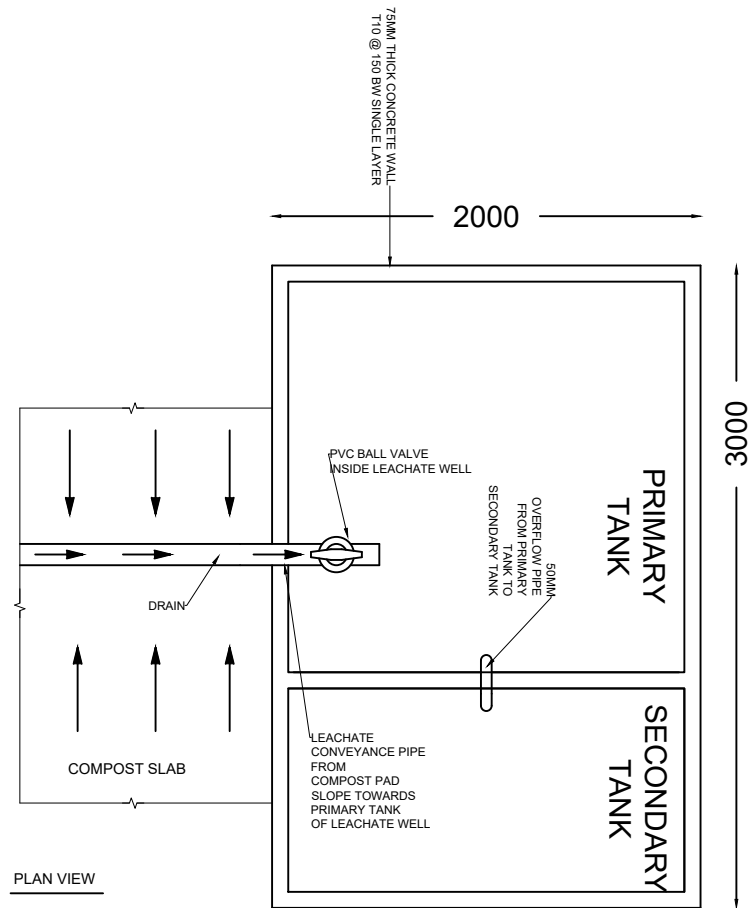 75MM THICK CONCRETE WALL
T10 @ 150 BW SINGLE LAYER
2000
3000
PVC BALL VALVE
INSIDE LEACHATE WELL
50MM
OVERFLOW PIPE
FROM PRIMARY
TANK TO
SECONDARY TANK
PRIMARY
TANK
DRAIN
COMPOST SLAB
LEACHATE
CONVEYANCE PIPE
FROM
COMPOST PAD
SLOPE TOWARDS
PRIMARY TANK
OF LEACHATE WELL
SECONDARY
TANK
PLAN VIEW